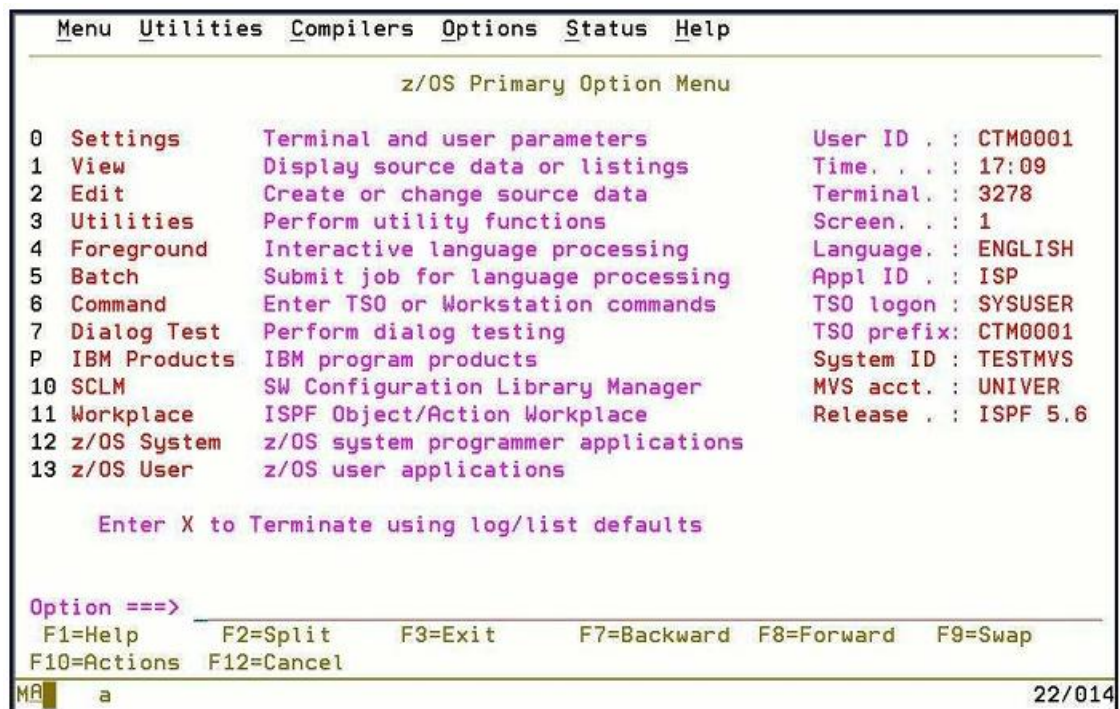 Menu Utilities Compilers Options Status Help
z/OS Primary Option Menu
0 Settings Terminal and user parameters User ID . : CTM0001
1 View Display source data or listings Time. . . : 17:09
2 Edit Create or change source data Terminal. : 3278
3 Utilities Perform utility functions Screen. . : 1
4 Foreground Interactive language processing Language. : ENGLISH
5 Batch Submit job for language processing Appl ID . : ISP
6 Command Enter TSO or Workstation commands TSO logon : SYSUSER
7 Dialog Test Perform dialog testing TSO prefix: CTM0001
P IBM Products IBM program products System ID : TESTMVS
10 SCLM SW Configuration Library Manager MVS acct. : UNIVER
11 Workplace ISPF Object/Action Workplace Release . : ISPF 5.6
12 z/OS System z/OS system programmer applications
13 z/OS User z/OS user applications
Enter X to Terminate using log/list defaults
Option ===>
F1=Help F2=Split F3=Exit F7=Backward F8=Forward F9=Swap
F10=Actions F12=Cancel
MA a 22/014